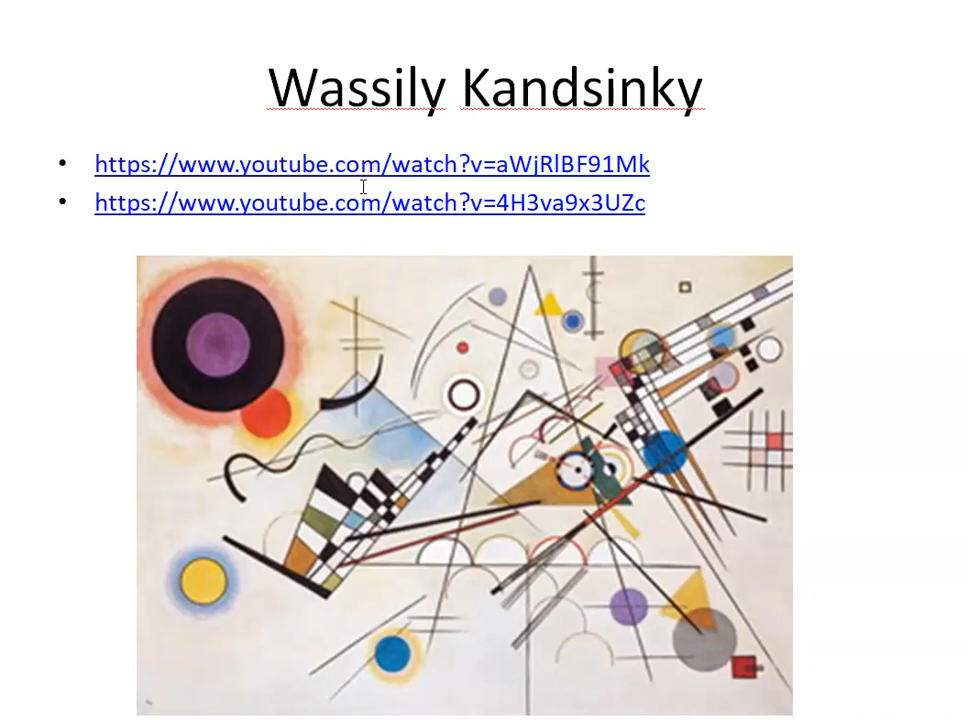 Wassily Kandsinky
• https://www.youtube.com/watch?v=aWjRlBF91Mk
• https://www.youtube.com/watch?v=4H3va9x3UZc